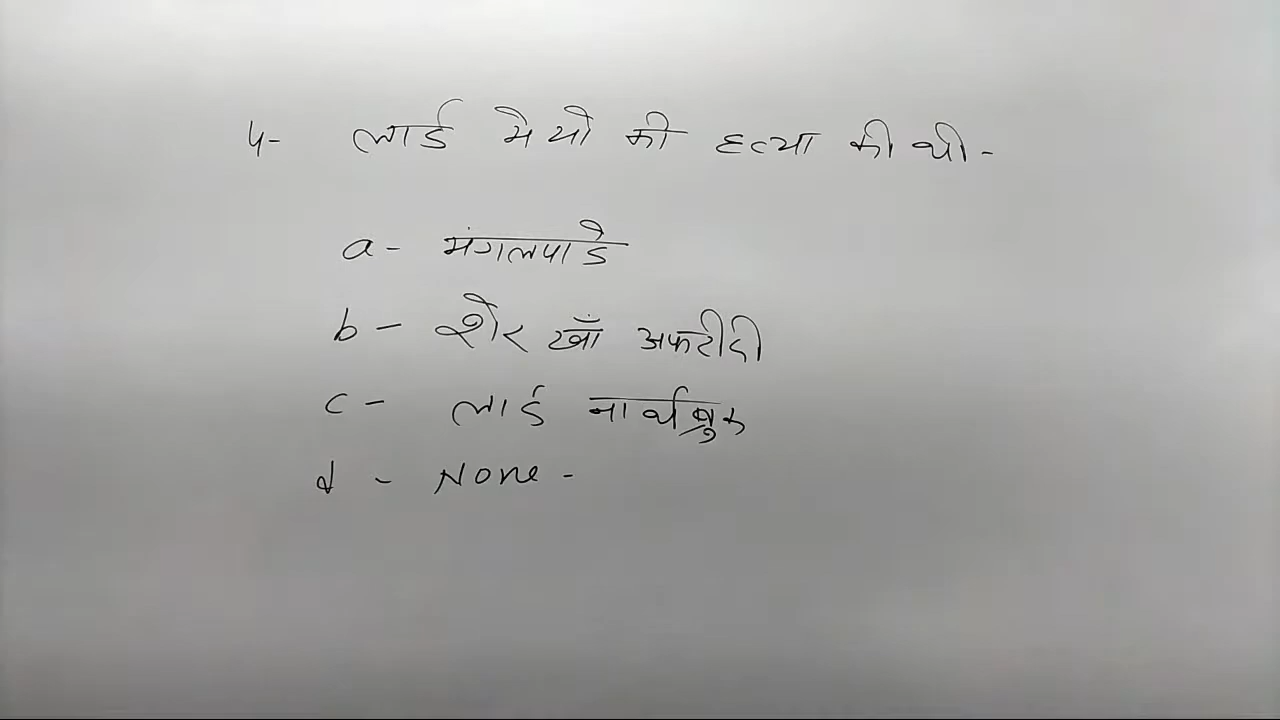 4- लार्ड मेयो की हत्या की थी -
a- मंगलपाडे
b- शेर खाँ अफरीदी
c- लार्ड नार्थब्रुक
d - None -